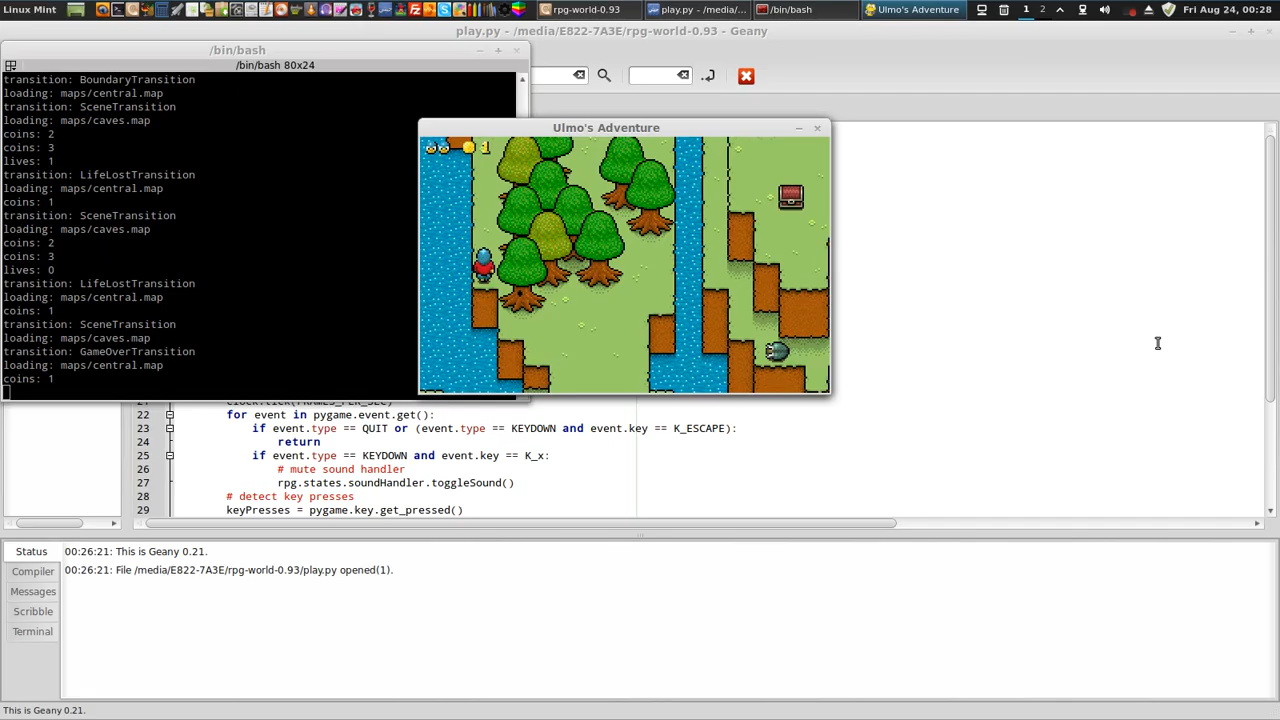 Linux Mint
rpg-world-0.93
play.py - /media/...
/bin/bash
Ulmo's Adventure
1 2
Fri Aug 24, 00:28
play.py - /media/E822-7A3E/rpg-world-0.93 - Geany
/bin/bash
/bin/bash 80x24
transition: BoundaryTransition
loading: maps/central.map
transition: SceneTransition
loading: maps/caves.map
coins: 2
coins: 3
lives: 1
transition: LifeLostTransition
loading: maps/central.map
coins: 1
transition: SceneTransition
loading: maps/caves.map
coins: 2
coins: 3
lives: 0
transition: LifeLostTransition
loading: maps/central.map
coins: 1
transition: SceneTransition
loading: maps/caves.map
transition: GameOverTransition
loading: maps/central.map
coins: 1
Ulmo's Adventure
1
21 clock.tick(FRAMES_PER_SEC)
22 for event in pygame.event.get():
23 if event.type == QUIT or (event.type == KEYDOWN and event.key == K_ESCAPE):
24 return
25 if event.type == KEYDOWN and event.key == K_x:
26 # mute sound handler
27 rpg.states.soundHandler.toggleSound()
28 # detect key presses
29 keyPresses = pygame.key.get_pressed()
Status
Compiler
Messages
Scribble
Terminal
00:26:21: This is Geany 0.21.
00:26:21: File /media/E822-7A3E/rpg-world-0.93/play.py opened(1).
This is Geany 0.21.